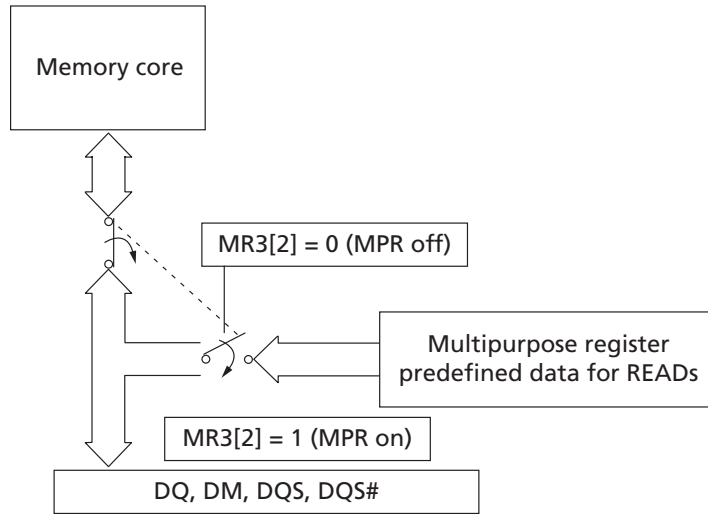 Memory core
MR3[2] = 0 (MPR off)
Multipurpose register
predefined data for READs
MR3[2] = 1 (MPR on)
DQ, DM, DQS, DQS#